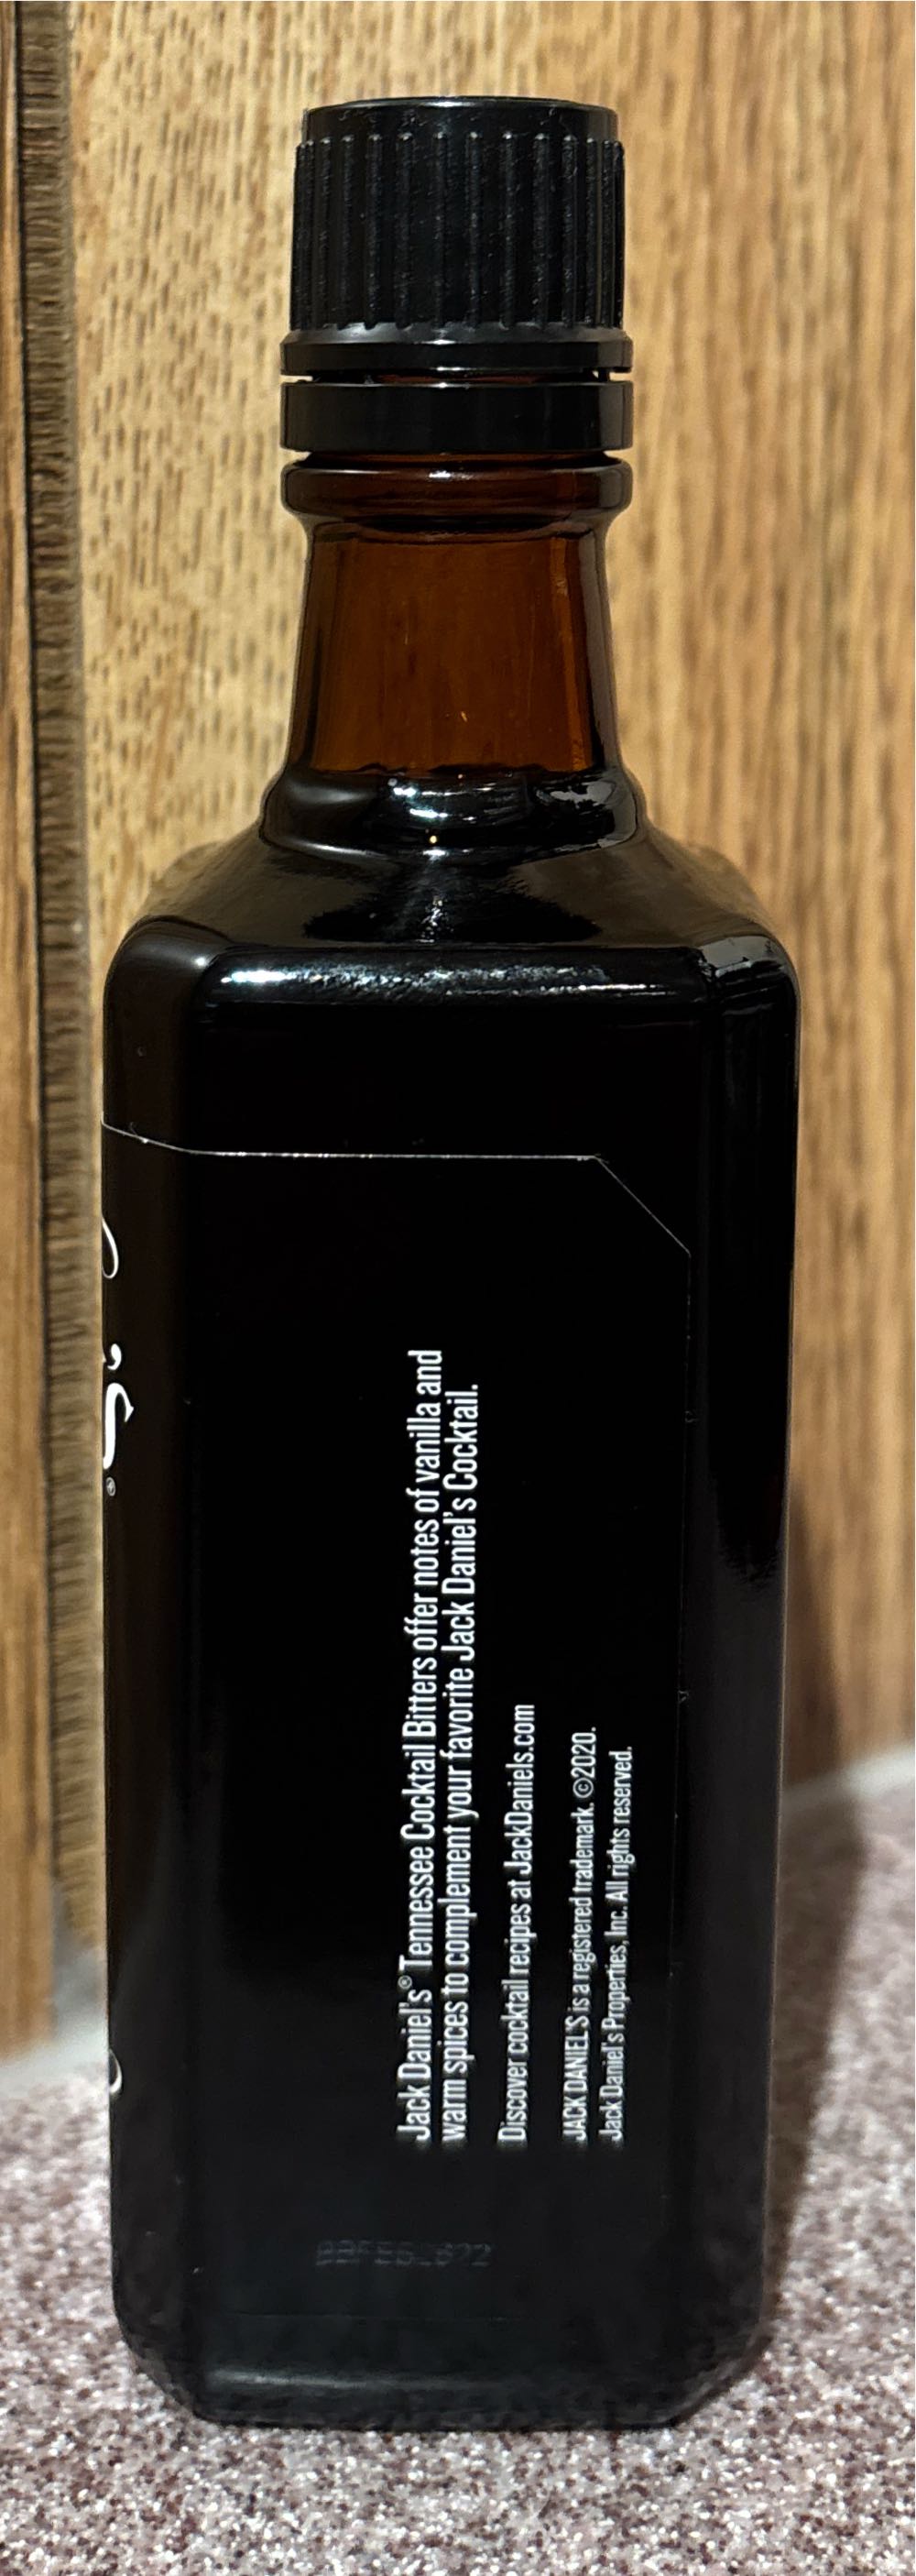 's®
Jack Daniel's® Tennessee Cocktail Bitters offer notes of vanilla and
warm spices to complement your favorite Jack Daniel's Cocktail.
Discover cocktail recipes at JackDaniels.com
JACK DANIEL'S is a registered trademark. ©2020.
Jack Daniel's Properties, Inc. All rights reserved.